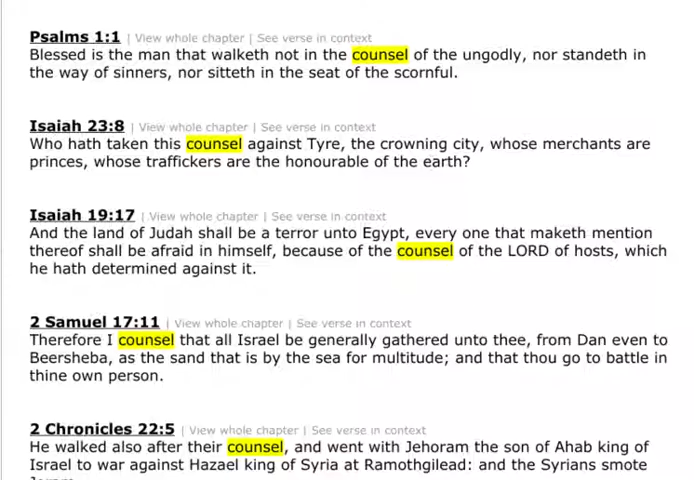 Psalms 1:1 | View whole chapter | See verse in context
Blessed is the man that walketh not in the counsel of the ungodly, nor standeth in
the way of sinners, nor sitteth in the seat of the scornful.
Isaiah 23:8 | View whole chapter | See verse in context
Who hath taken this counsel against Tyre, the crowning city, whose merchants are
princes, whose traffickers are the honourable of the earth?
Isaiah 19:17 | View whole chapter | See verse in context
And the land of Judah shall be a terror unto Egypt, every one that maketh mention
thereof shall be afraid in himself, because of the counsel of the LORD of hosts, which
he hath determined against it.
2 Samuel 17:11 | View whole chapter | See verse in context
Therefore I counsel that all Israel be generally gathered unto thee, from Dan even to
Beersheba, as the sand that is by the sea for multitude; and that thou go to battle in
thine own person.
2 Chronicles 22:5 | View whole chapter | See verse in context
He walked also after their counsel, and went with Jehoram the son of Ahab king of
Israel to war against Hazael king of Syria at Ramothgilead: and the Syrians smote